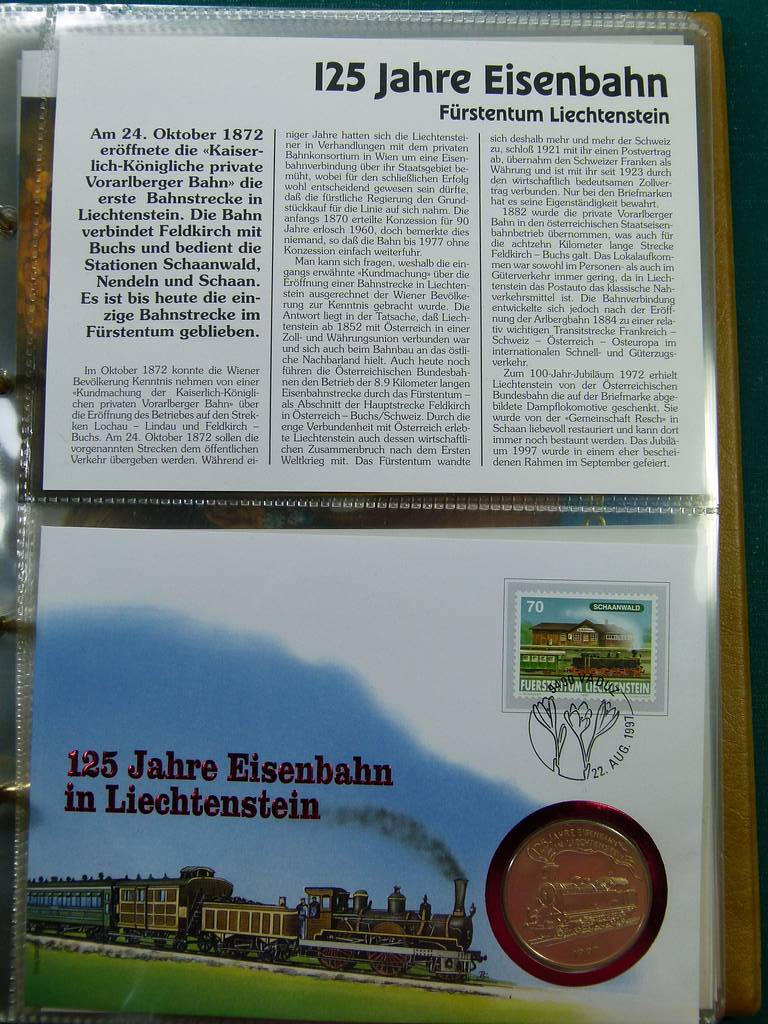 125 Jahre Eisenbahn
Fürstentum Liechtenstein
Am 24. Oktober 1872
eröffnete die «Kaiser-
lich-Königliche private
Vorarlberger Bahn» die
erste Bahnstrecke in
Liechtenstein. Die Bahn
verbindet Feldkirch mit
Buchs und bedient die
Stationen Schaanwald,
Nendeln und Schaan.
Es ist bis heute die ein-
zige Bahnstrecke im
Fürstentum geblieben.
Im Oktober 1872 konnte die Wiener
Bevölkerung Kenntnis nehmen von einer
«Kundmachung der Kaiserlich-Königli-
chen privaten Vorarlberger Bahn» über
die Eröffnung des Betriebes auf den Strek-
ken Lochau – Lindau und Feldkirch –
Buchs. Am 24. Oktober 1872 sollen die
vorgenannten Strecken dem öffentlichen
Verkehr übergeben werden. Während ei-
niger Jahre hatten sich die Liechtenstei-
ner in Verhandlungen mit dem privaten
Bahnkonsortium in Wien um eine Eisen-
bahnverbindung über ihr Staatsgebiet be-
müht, wobei für den schließlichen Erfolg
wohl entscheidend gewesen sein dürfte,
daß die fürstliche Regierung den Grund-
stückkauf für die Linie auf sich nahm. Die
anfangs 1870 erteilte Konzession für 90
Jahre erlosch 1960, doch bemerkte dies
niemand, so daß die Bahn bis 1977 ohne
Konzession einfach weiterfuhr.
Man kann sich fragen, weshalb die ein-
gangs erwähnte «Kundmachung» über die
Eröffnung einer Bahnstrecke in Liechten-
stein ausgerechnet der Wiener Bevölke-
rung zur Kenntnis gebracht wurde. Die
Antwort liegt in der Tatsache, daß Liech-
tenstein ab 1852 mit Österreich in einer
Zoll- und Währungsunion verbunden war
und sich auch beim Bahnbau an das östli-
che Nachbarland hielt. Auch heute noch
führen die Österreichischen Bundesbah-
nen den Betrieb der 8.9 Kilometer langen
Eisenbahnstrecke durch das Fürstentum –
als Abschnitt der Hauptstrecke Feldkirch
in Österreich – Buchs/Schweiz. Durch die
enge Verbundenheit mit Österreich erleb-
te Liechtenstein auch dessen wirtschaftli-
chen Zusammenbruch nach dem Ersten
Weltkrieg mit. Das Fürstentum wandte
sich deshalb mehr und mehr der Schweiz
zu, schloß 1921 mit ihr einen Postvertrag
ab, übernahm den Schweizer Franken als
Währung und ist mit ihr seit 1923 durch
den wirtschaftlich bedeutsamen Zollver-
trag verbunden. Nur bei den Briefmarken
hat es seine Eigenständigkeit bewahrt.
1882 wurde die private Vorarlberger
Bahn in den österreichischen Staatseisen-
bahnbetrieb übernommen, was auch für
die achtzehn Kilometer lange Strecke
Feldkirch – Buchs galt. Das Lokalaufkom-
men war sowohl im Personen- als auch im
Güterverkehr immer gering, da in Liech-
tenstein das Postauto das klassische Nah-
verkehrsmittel ist. Die Bahnverbindung
entwickelte sich jedoch nach der Eröff-
nung der Arlbergbahn 1884 zu einer rela-
tiv wichtigen Transitstrecke Frankreich –
Schweiz – Österreich – Osteuropa im
internationalen Schnell- und Güterzugs-
verkehr.
Zum 100-Jahr-Jubiläum 1972 erhielt
Liechtenstein von der Österreichischen
Bundesbahn die auf der Briefmarke abge-
bildete Dampflokomotive geschenkt. Sie
wurde von der «Gemeinschaft Resch» in
Schaan liebevoll restauriert und kann dort
immer noch bestaunt werden. Das Jubilä-
um 1997 wurde in einem eher beschei-
denen Rahmen im September gefeiert.
70
SCHAANWALD
FUERSTENTUM LIECHTENSTEIN
9490 VADUZ
22. AUG. 1997
125 Jahre Eisenbahn
in Liechtenstein
125 JAHRE EISENBAHN
IN LIECHTENSTEIN
1997